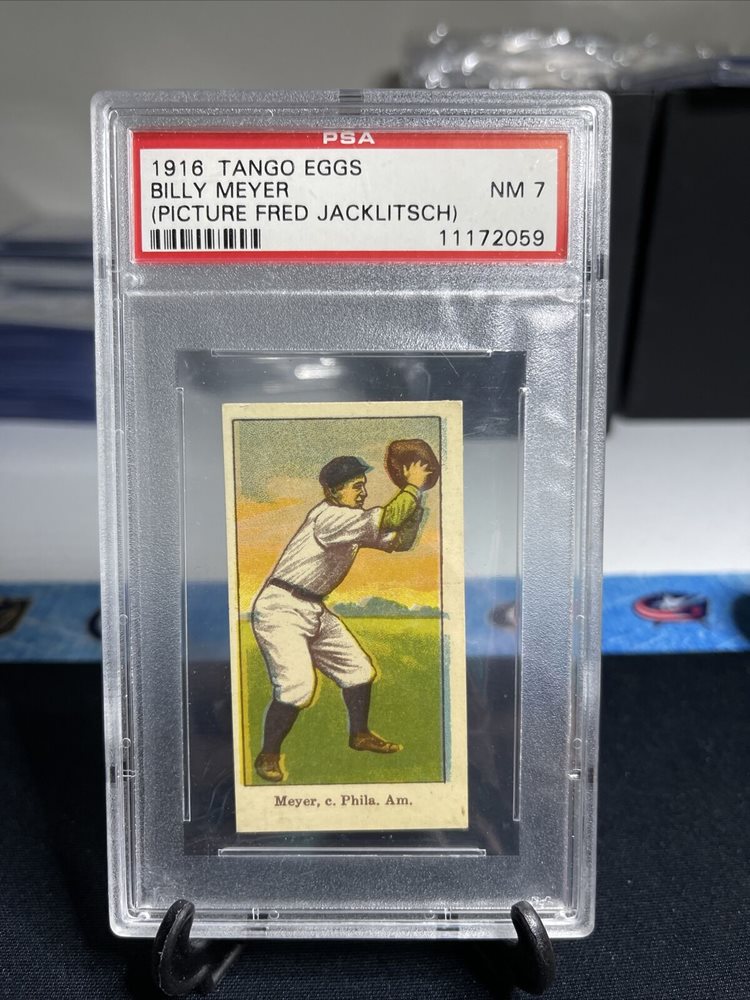 PSA
1916 TANGO EGGS
BILLY MEYER NM 7
(PICTURE FRED JACKLITSCH)
11172059
Meyer, c. Phila. Am.